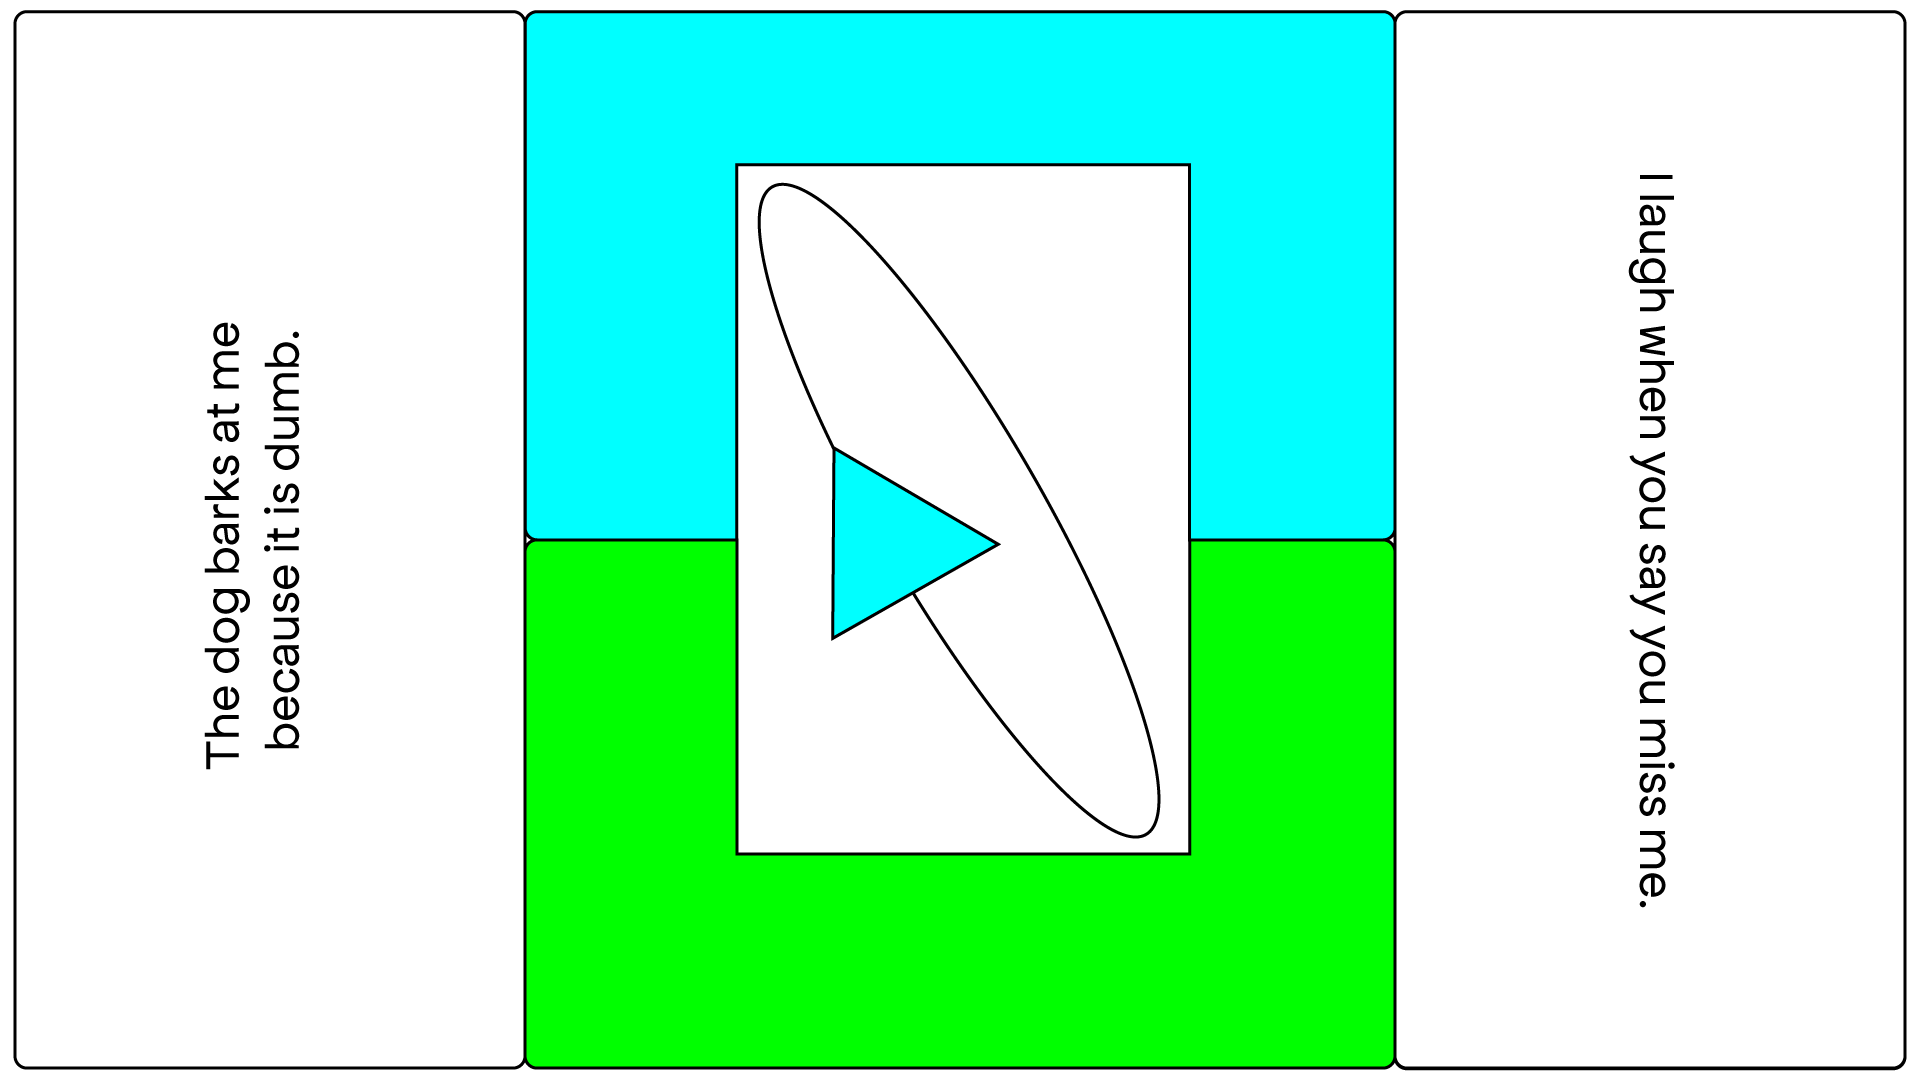 The dog barks at me
because it is dumb.
I laugh when you say you miss me.